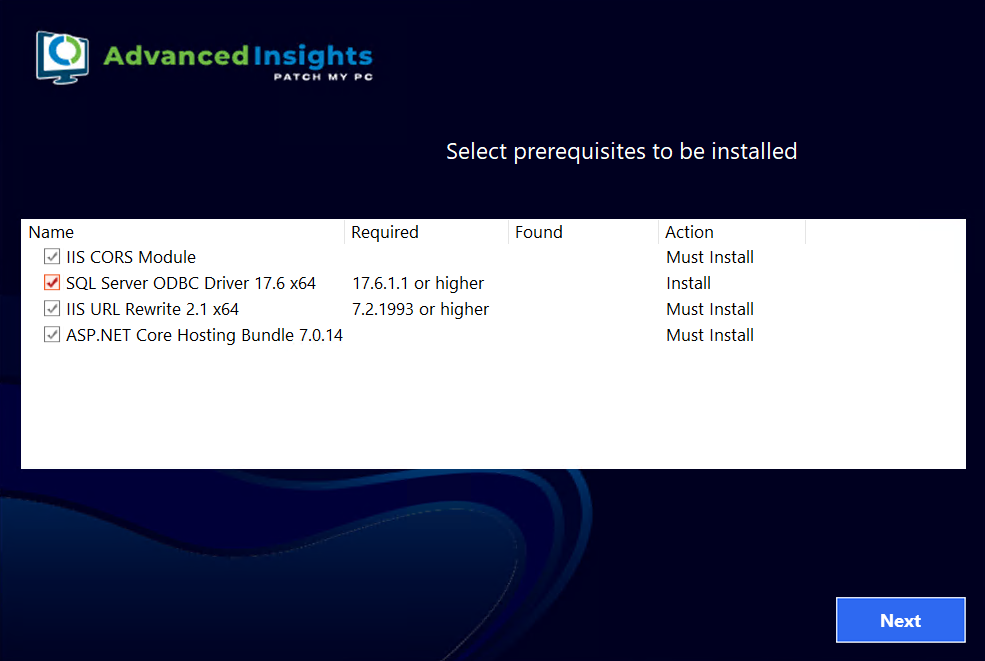 Advanced Insights
PATCH MY PC
Select prerequisites to be installed
Name Required Found Action
IIS CORS Module Must Install
SQL Server ODBC Driver 17.6 x64 17.6.1.1 or higher Install
IIS URL Rewrite 2.1 x64 7.2.1993 or higher Must Install
ASP.NET Core Hosting Bundle 7.0.14 Must Install
Next